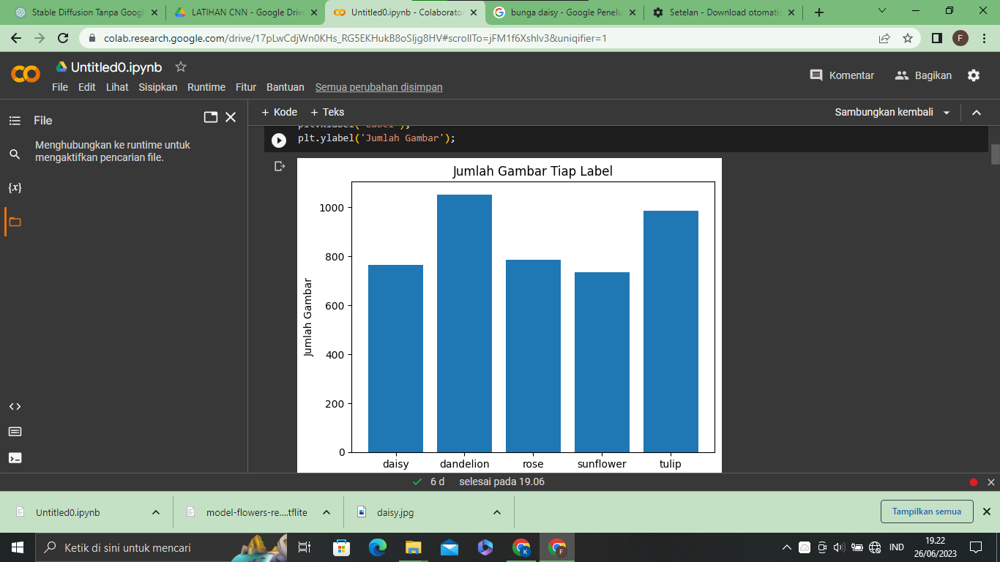 Stable Diffusion Tanpa Googl
LATIHAN CNN - Google Drive
Untitled0.ipynb - Colaborator
bunga daisy - Google Penelu
Setelan - Download otomatis
colab.research.google.com/drive/17pLwCdjWn0KHs_RG5EKHukB8oSljg8HV#scrollTo=jFM1f6Xshlv3&uniqifier=1
F
Untitled0.ipynb
File Edit Lihat Sisipkan Runtime Fitur Bantuan Semua perubahan disimpan
Komentar
Bagikan
File
Menghubungkan ke runtime untuk
mengaktifkan pencarian file.
{x}
+ Kode + Teks
Sambungkan kembali
plt.xlabel('Label');
plt.ylabel('Jumlah Gambar');
Jumlah Gambar Tiap Label
Jumlah Gambar
1000
800
600
400
200
0
daisy dandelion rose sunflower tulip
6 d selesai pada 19.06
Untitled0.ipynb
model-flowers-re....tflite
daisy.jpg
Tampilkan semua
Ketik di sini untuk mencari
K
F
IND
19.22
26/06/2023